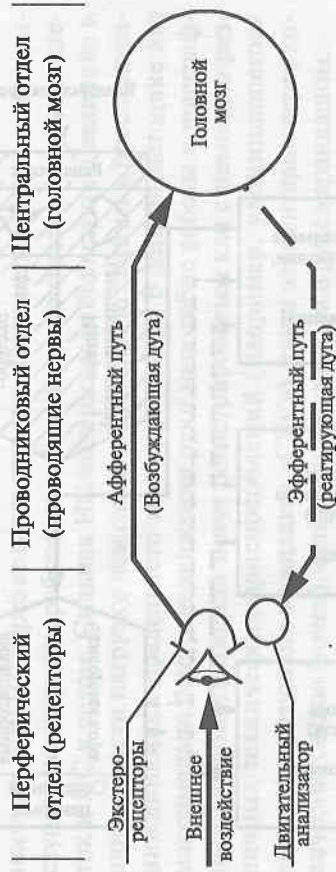 Перферический
отдел (рецепторы)
Проводниковый отдел
(проводящие нервы)
Центральный отдел
(головной мозг)
Экстеро-
рецепторы
Внешнее
воздействие
Двигательный
анализатор
Афферентный путь
(Возбуждающая дуга)
Эфферентный путь
(реагирующая дуга)
Головной
мозг